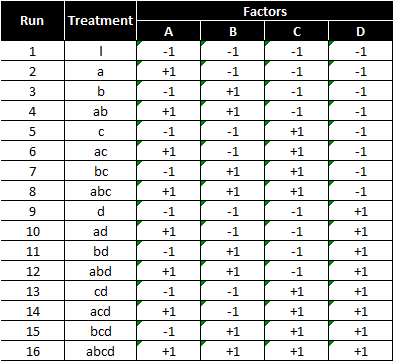 Run Treatment Factors
A B C D
1 I -1 -1 -1 -1
2 a +1 -1 -1 -1
3 b -1 +1 -1 -1
4 ab +1 +1 -1 -1
5 c -1 -1 +1 -1
6 ac +1 -1 +1 -1
7 bc -1 +1 +1 -1
8 abc +1 +1 +1 -1
9 d -1 -1 -1 +1
10 ad +1 -1 -1 +1
11 bd -1 +1 -1 +1
12 abd +1 +1 -1 +1
13 cd -1 -1 +1 +1
14 acd +1 -1 +1 +1
15 bcd -1 +1 +1 +1
16 abcd +1 +1 +1 +1